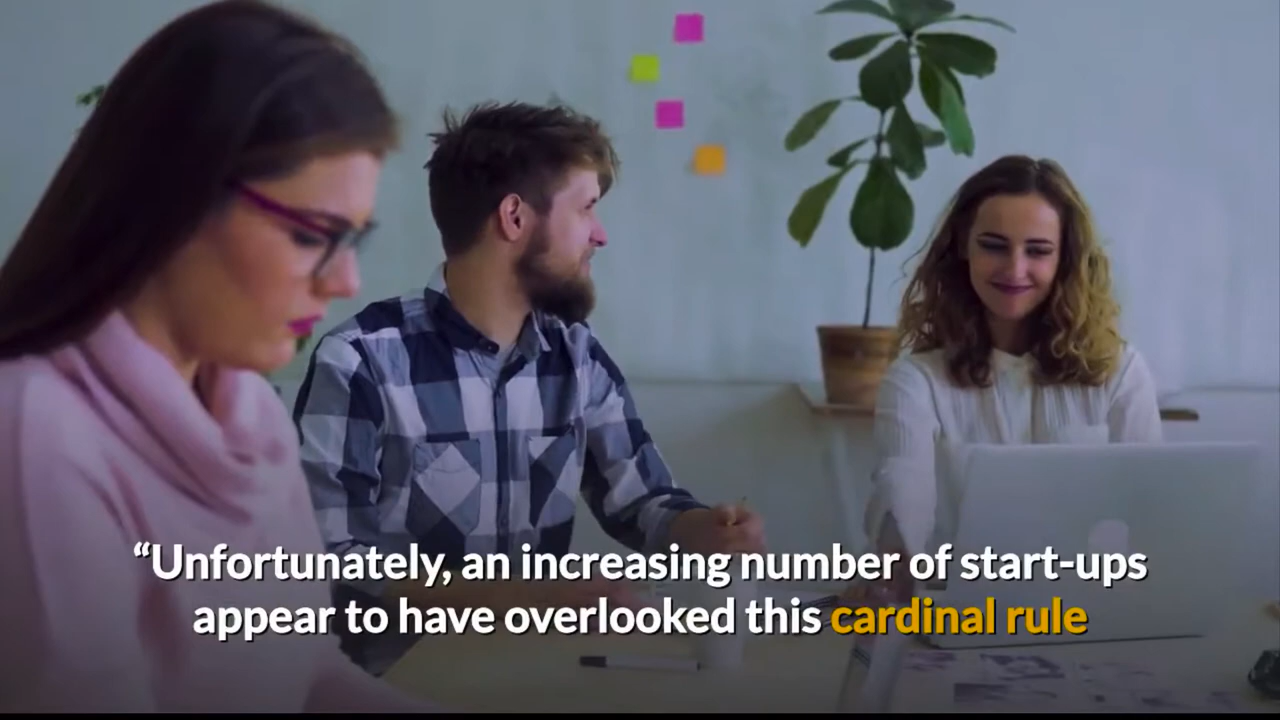 “Unfortunately, an increasing number of start-ups
appear to have overlooked this cardinal rule